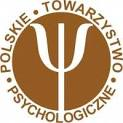 POLSKIE • TOWARZYSTWO
PSYCHOLOGICZNE •
Ψ